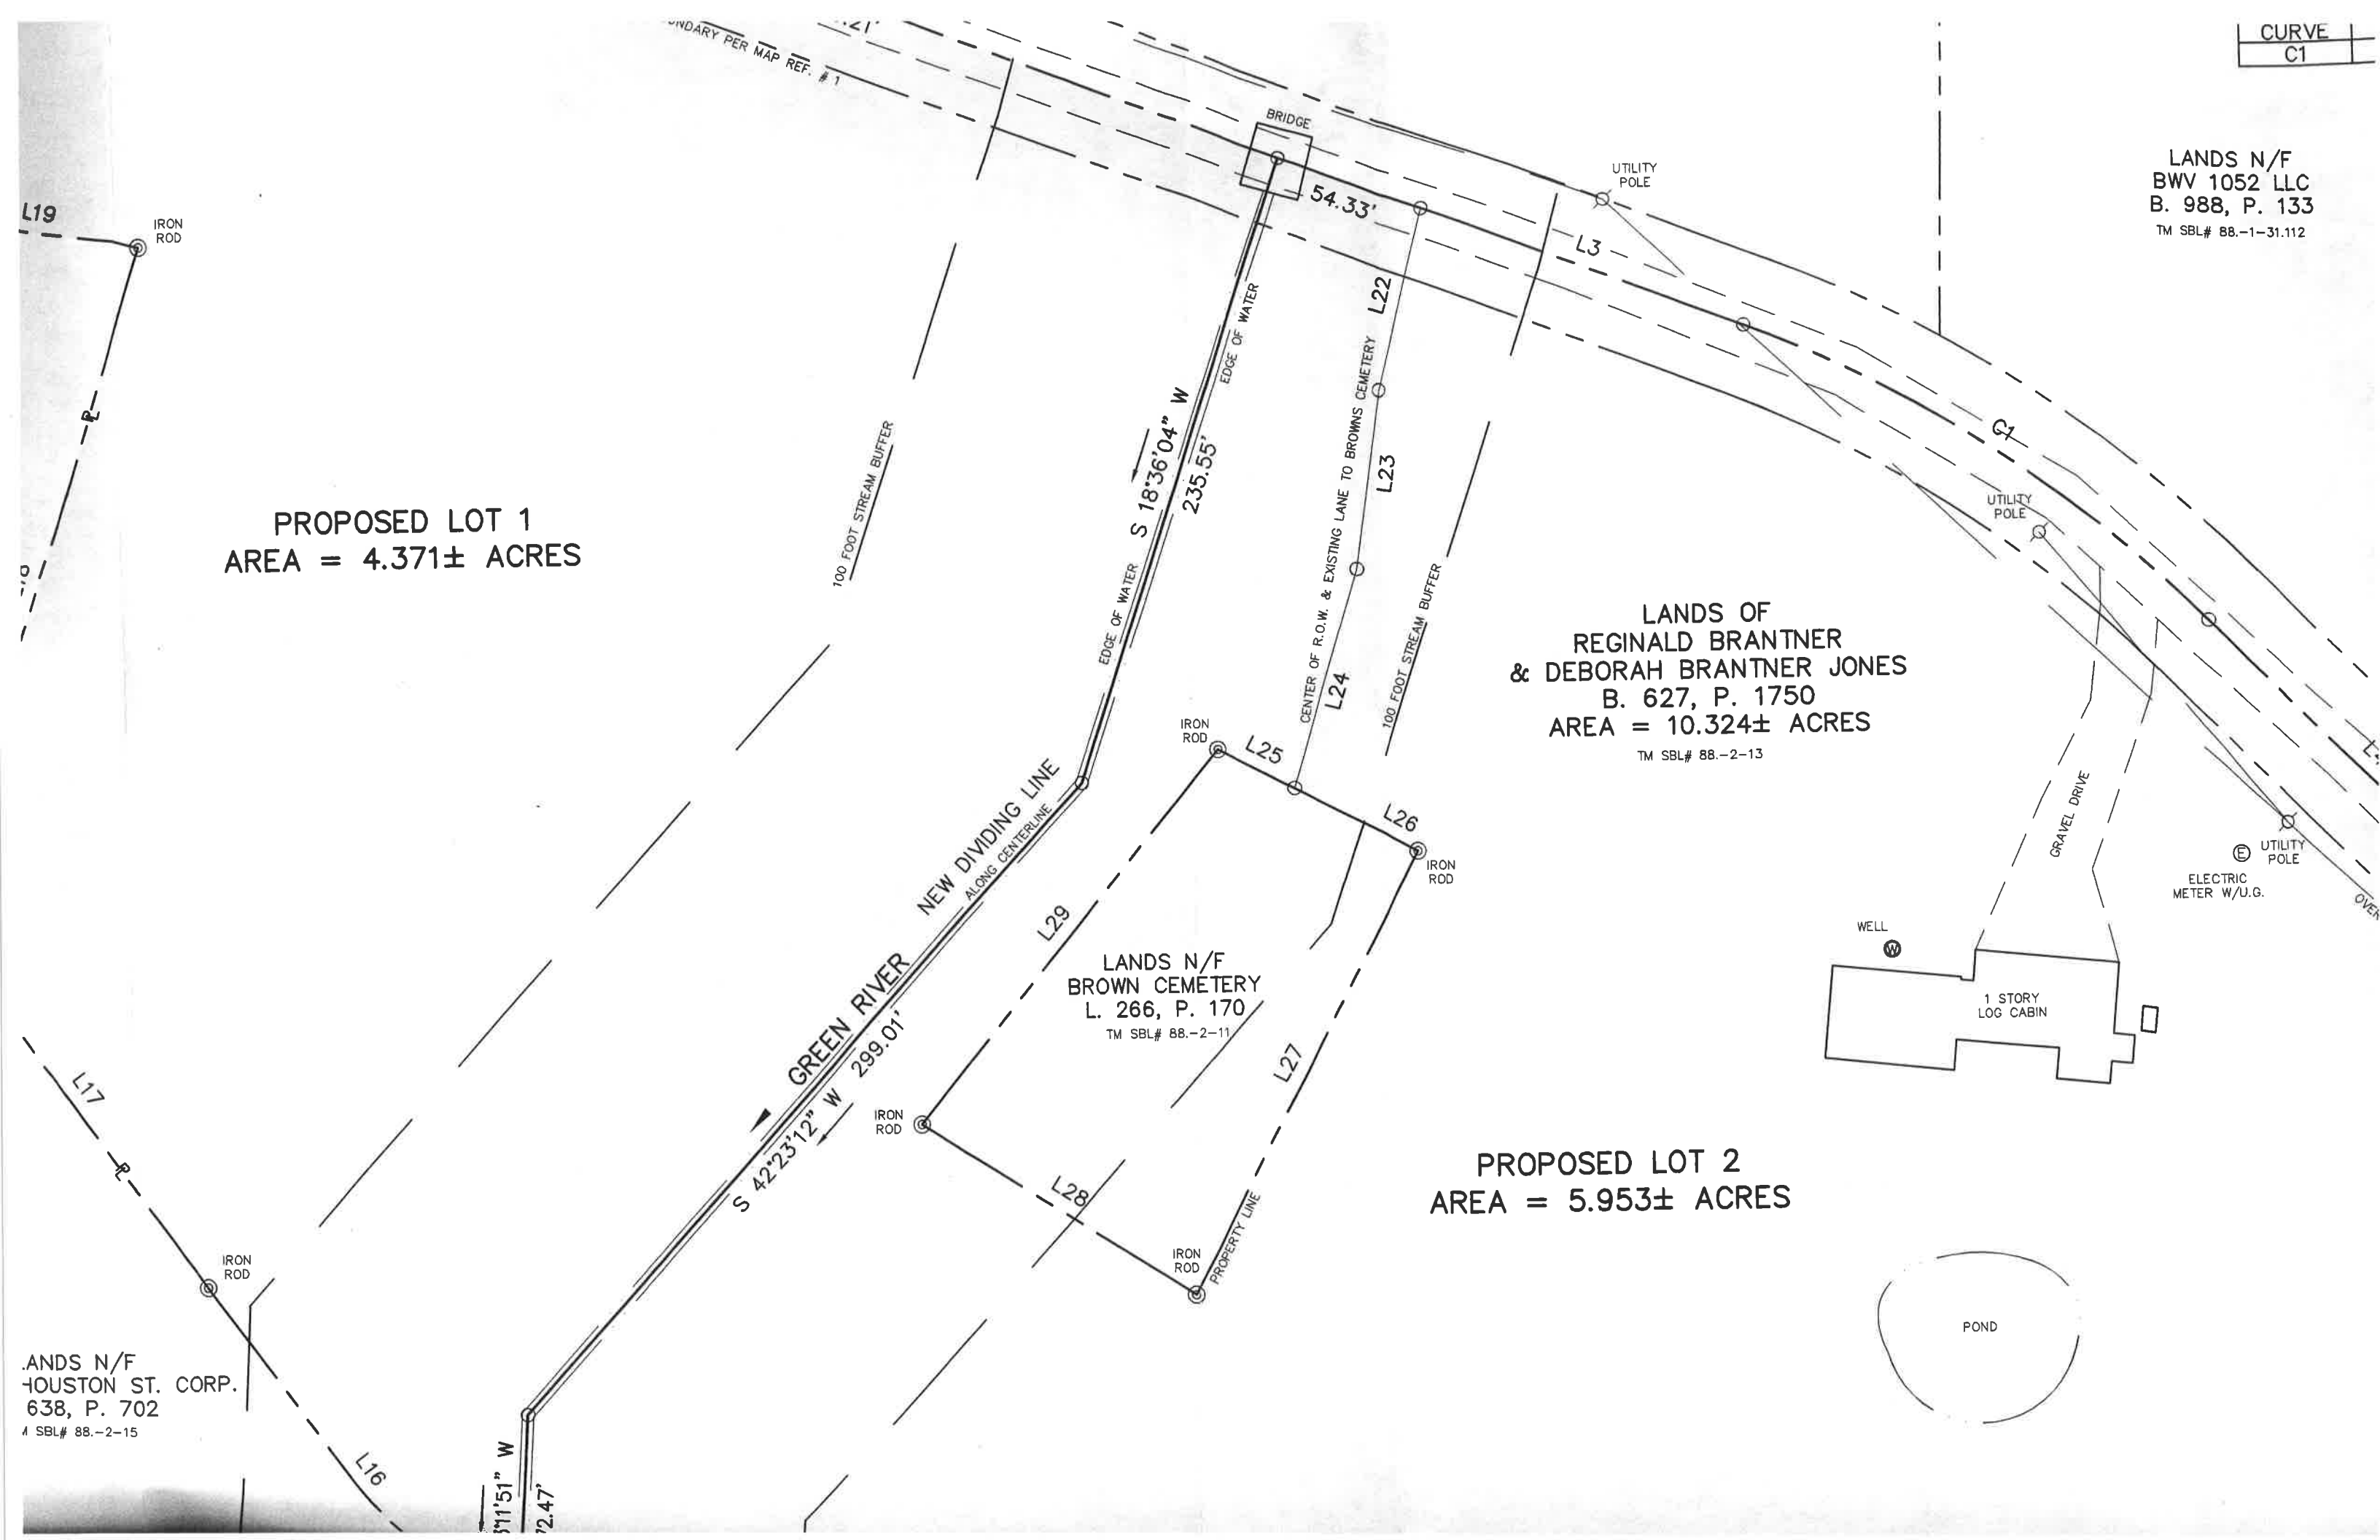 CURVE
C1
BRIDGE
54.33'
UTILITY
POLE
LANDS N/F
BWV 1052 LLC
B. 988, P. 133
TM SBL# 88.-1-31.112
MAP REF. # 1
PER
L19
IRON
ROD
L3
L22
EDGE OF WATER
C1
S 18°36'04" W
235.55'
CENTER OF R.O.W. & EXISTING LANE TO BROWNS CEMETERY
L23
100 FOOT STREAM BUFFER
PROPOSED LOT 1
AREA = 4.371± ACRES
UTILITY
POLE
EDGE OF WATER
L24
100 FOOT STREAM BUFFER
LANDS OF
REGINALD BRANTNER
& DEBORAH BRANTNER JONES
B. 627, P. 1750
AREA = 10.324± ACRES
TM SBL# 88.-2-13
IRON
ROD
L25
L26
IRON
ROD
NEW DIVIDING LINE
ALONG CENTERLINE
GRAVEL DRIVE
UTILITY
POLE
E
ELECTRIC
METER W/U.G.
L29
WELL
W
LANDS N/F
BROWN CEMETERY
L. 266, P. 170
TM SBL# 88.-2-11
1 STORY
LOG CABIN
GREEN RIVER
S 42°23'12" W 299.01'
L27
L17
IRON
ROD
L28
PROPOSED LOT 2
AREA = 5.953± ACRES
PROPERTY LINE
IRON
ROD
IRON
ROD
POND
N/F
ST. CORP.
638, P. 702
SBL# 88.-2-15
L16
11'51" W
2.47'